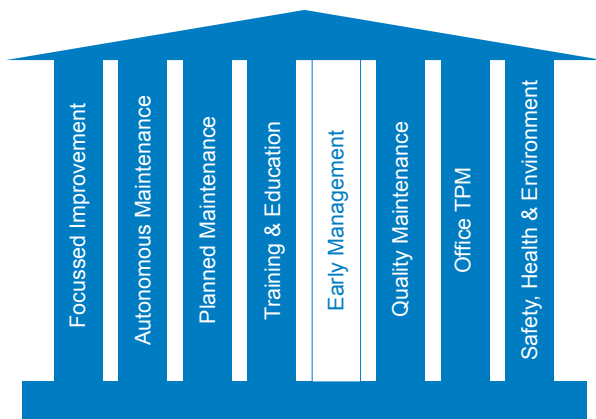 Focussed Improvement
Autonomous Maintenance
Planned Maintenance
Training & Education
Early Management
Quality Maintenance
Office TPM
Safety, Health & Environment